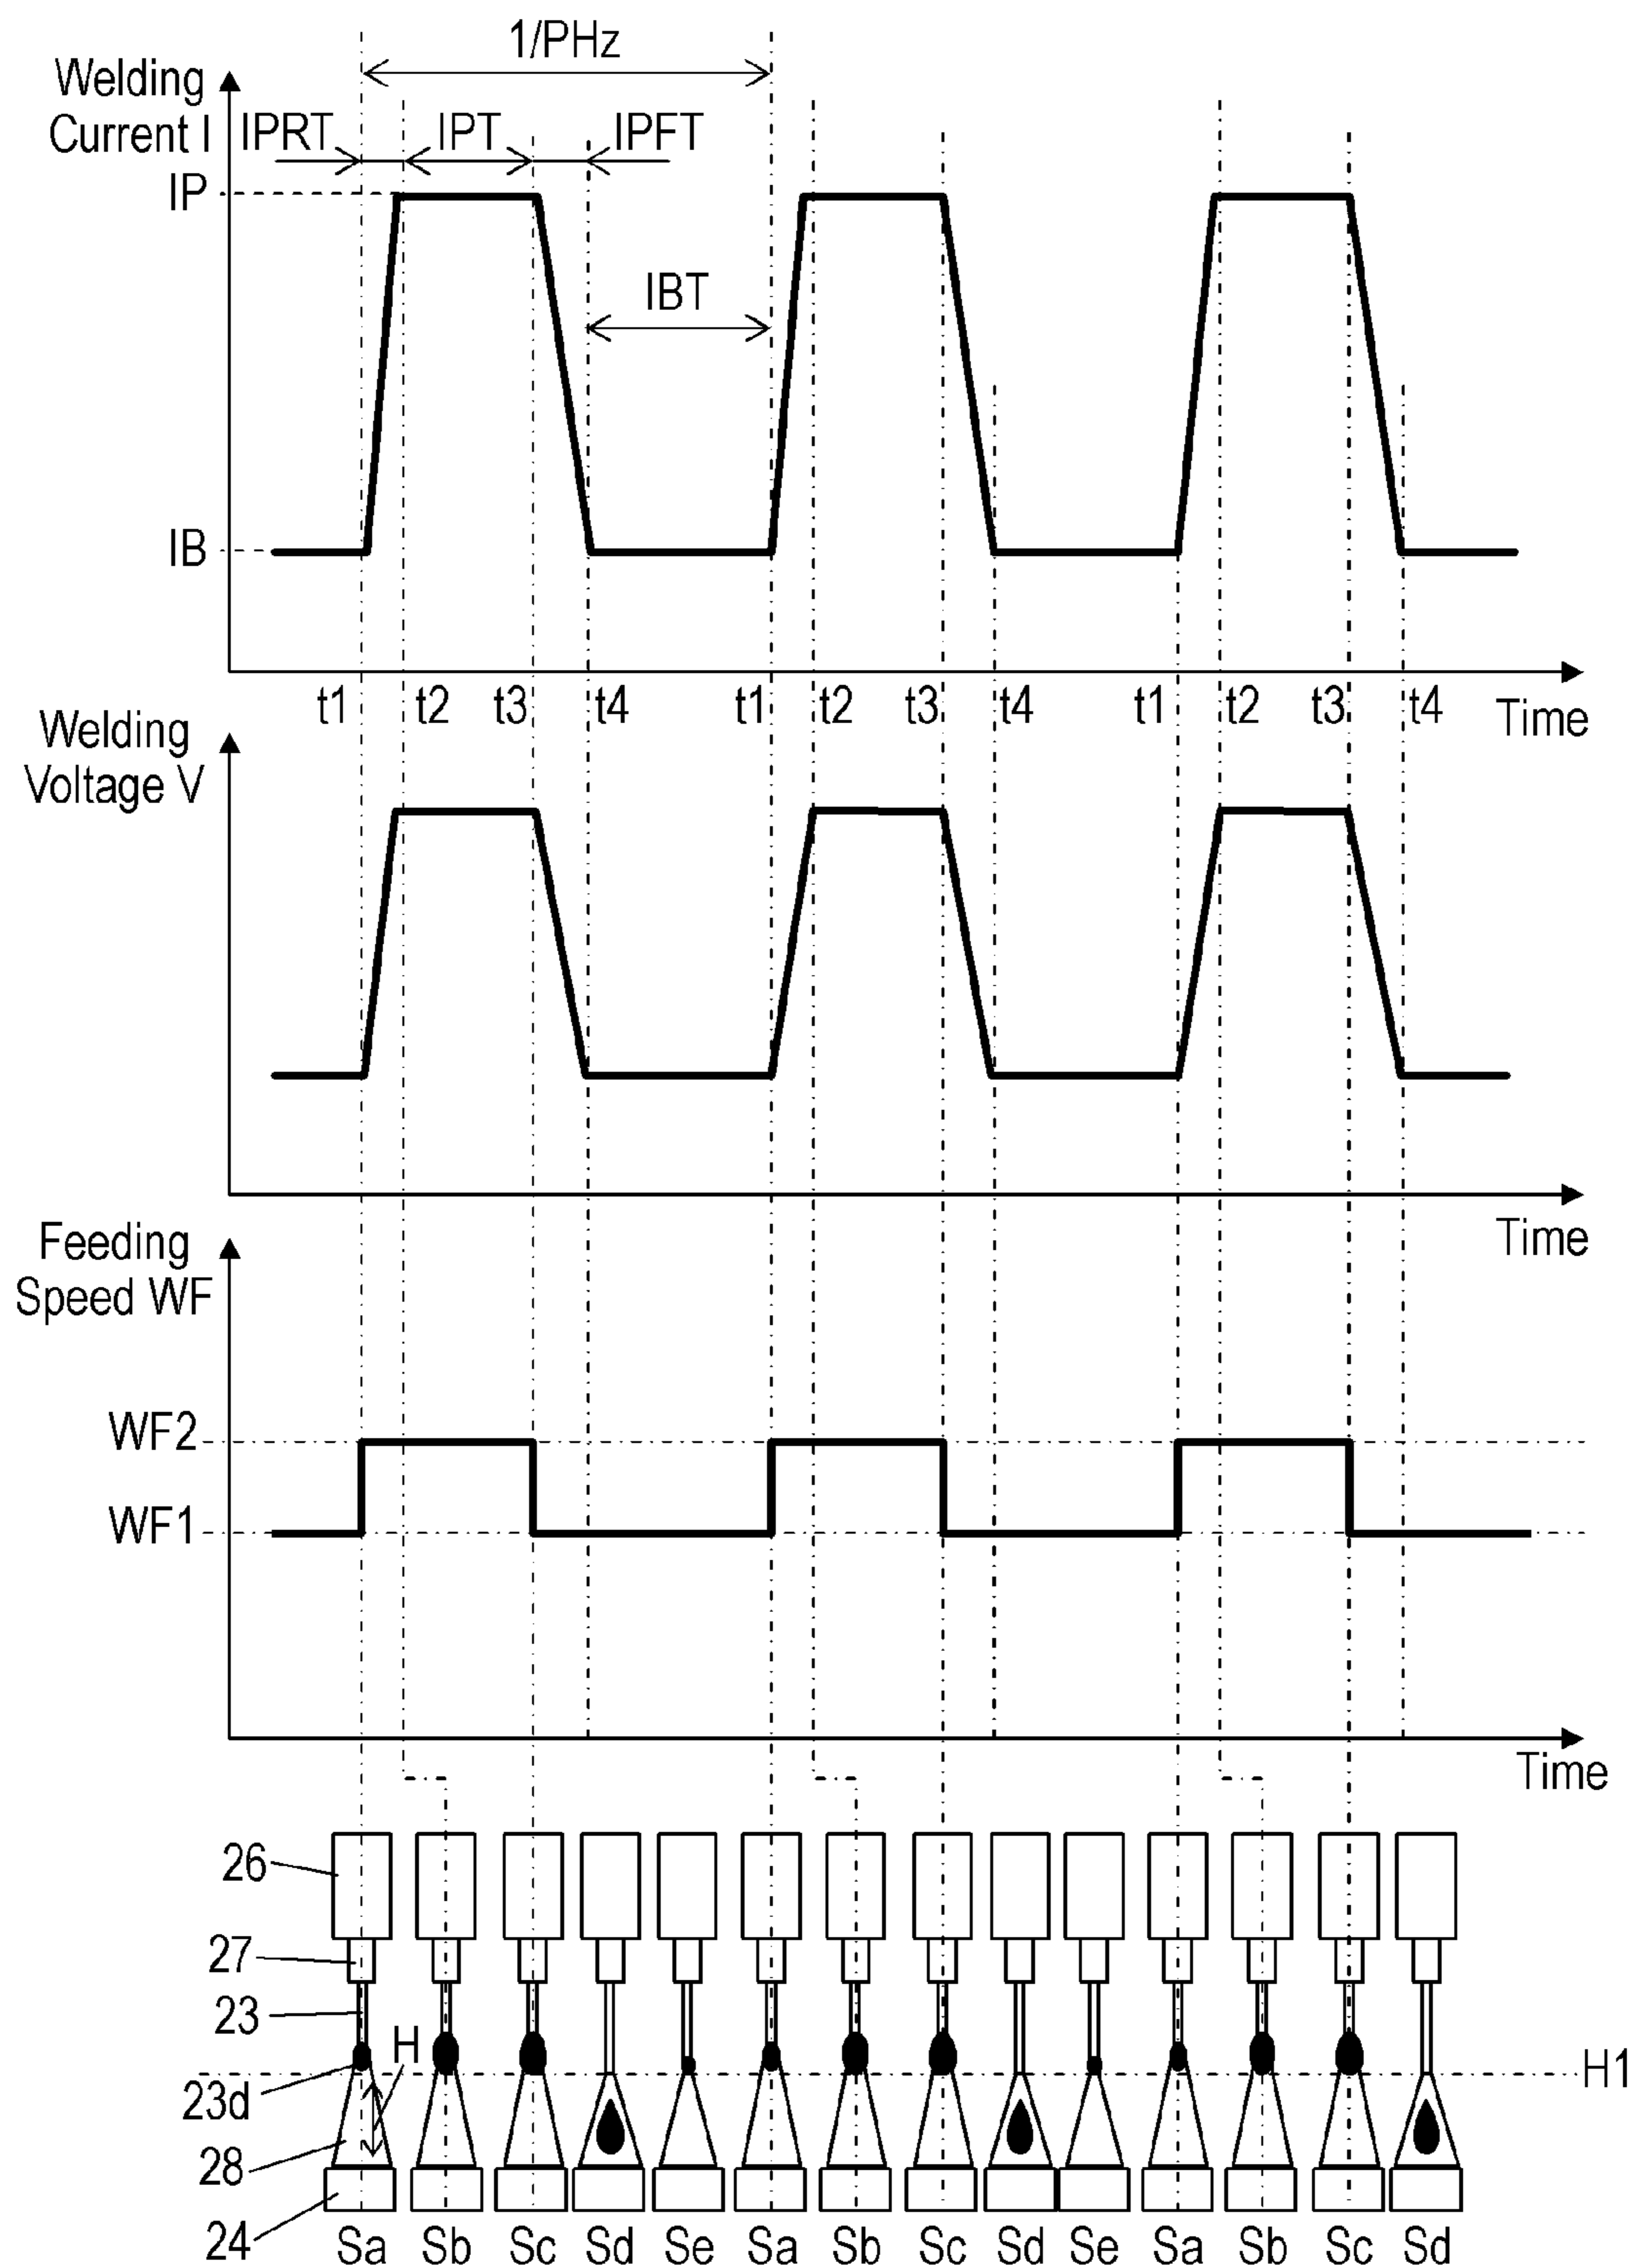 1/PHz
Welding
Current I
IPRT IPT IPFT
IP
IBT
IB
t1 t2 t3 t4 t1 t2 t3 t4 t1 t2 t3 t4 Time
Welding
Voltage V
Time
Feeding
Speed WF
WF2
WF1
Time
26
27
23
H
H1
23d
28
24
Sa Sb Sc Sd Se Sa Sb Sc Sd Se Sa Sb Sc Sd